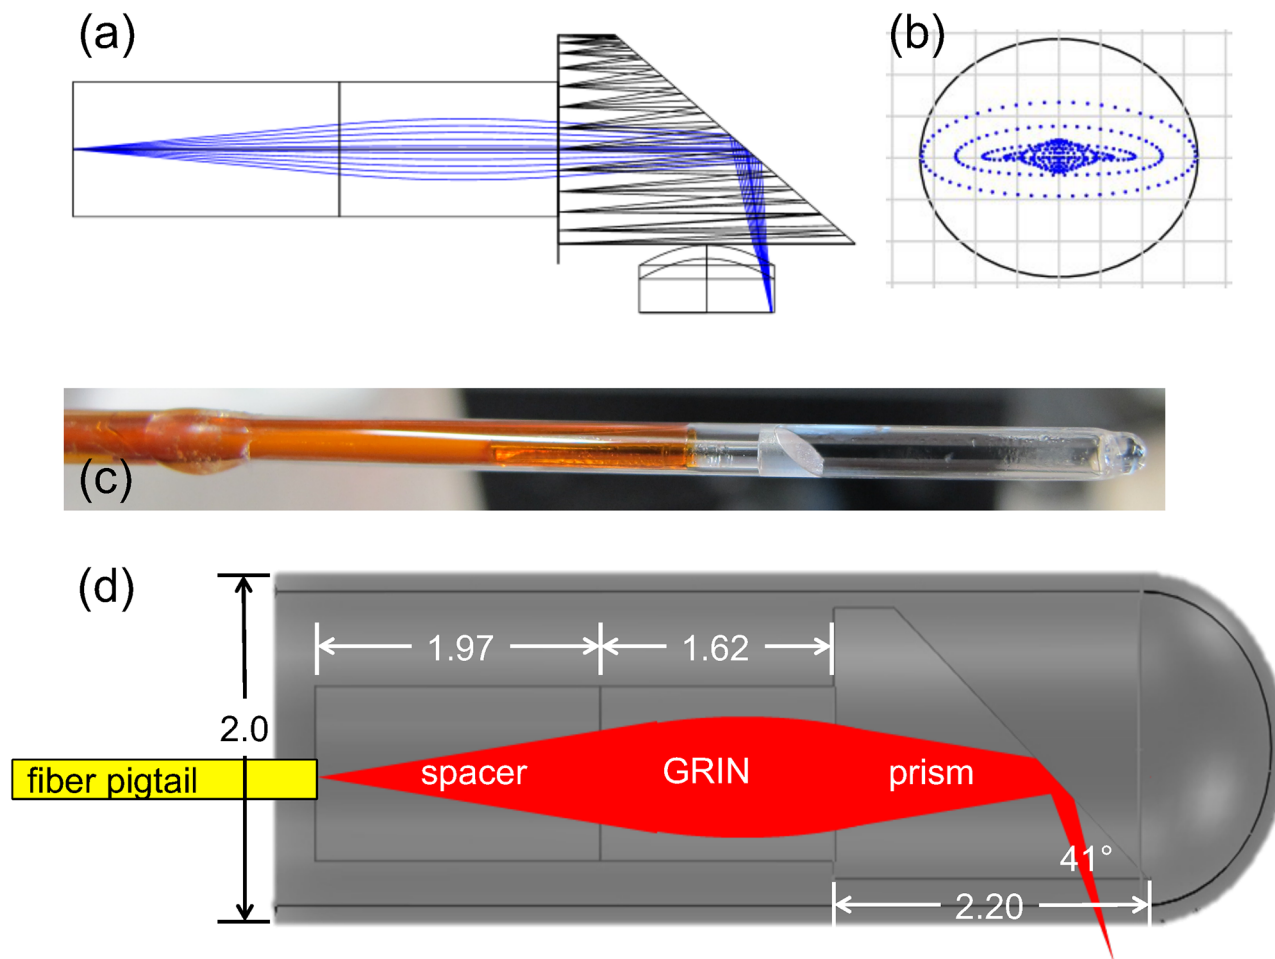 (a)
(b)
(c)
(d)
1.97
1.62
2.0
fiber pigtail
spacer
GRIN
prism
41°
2.20